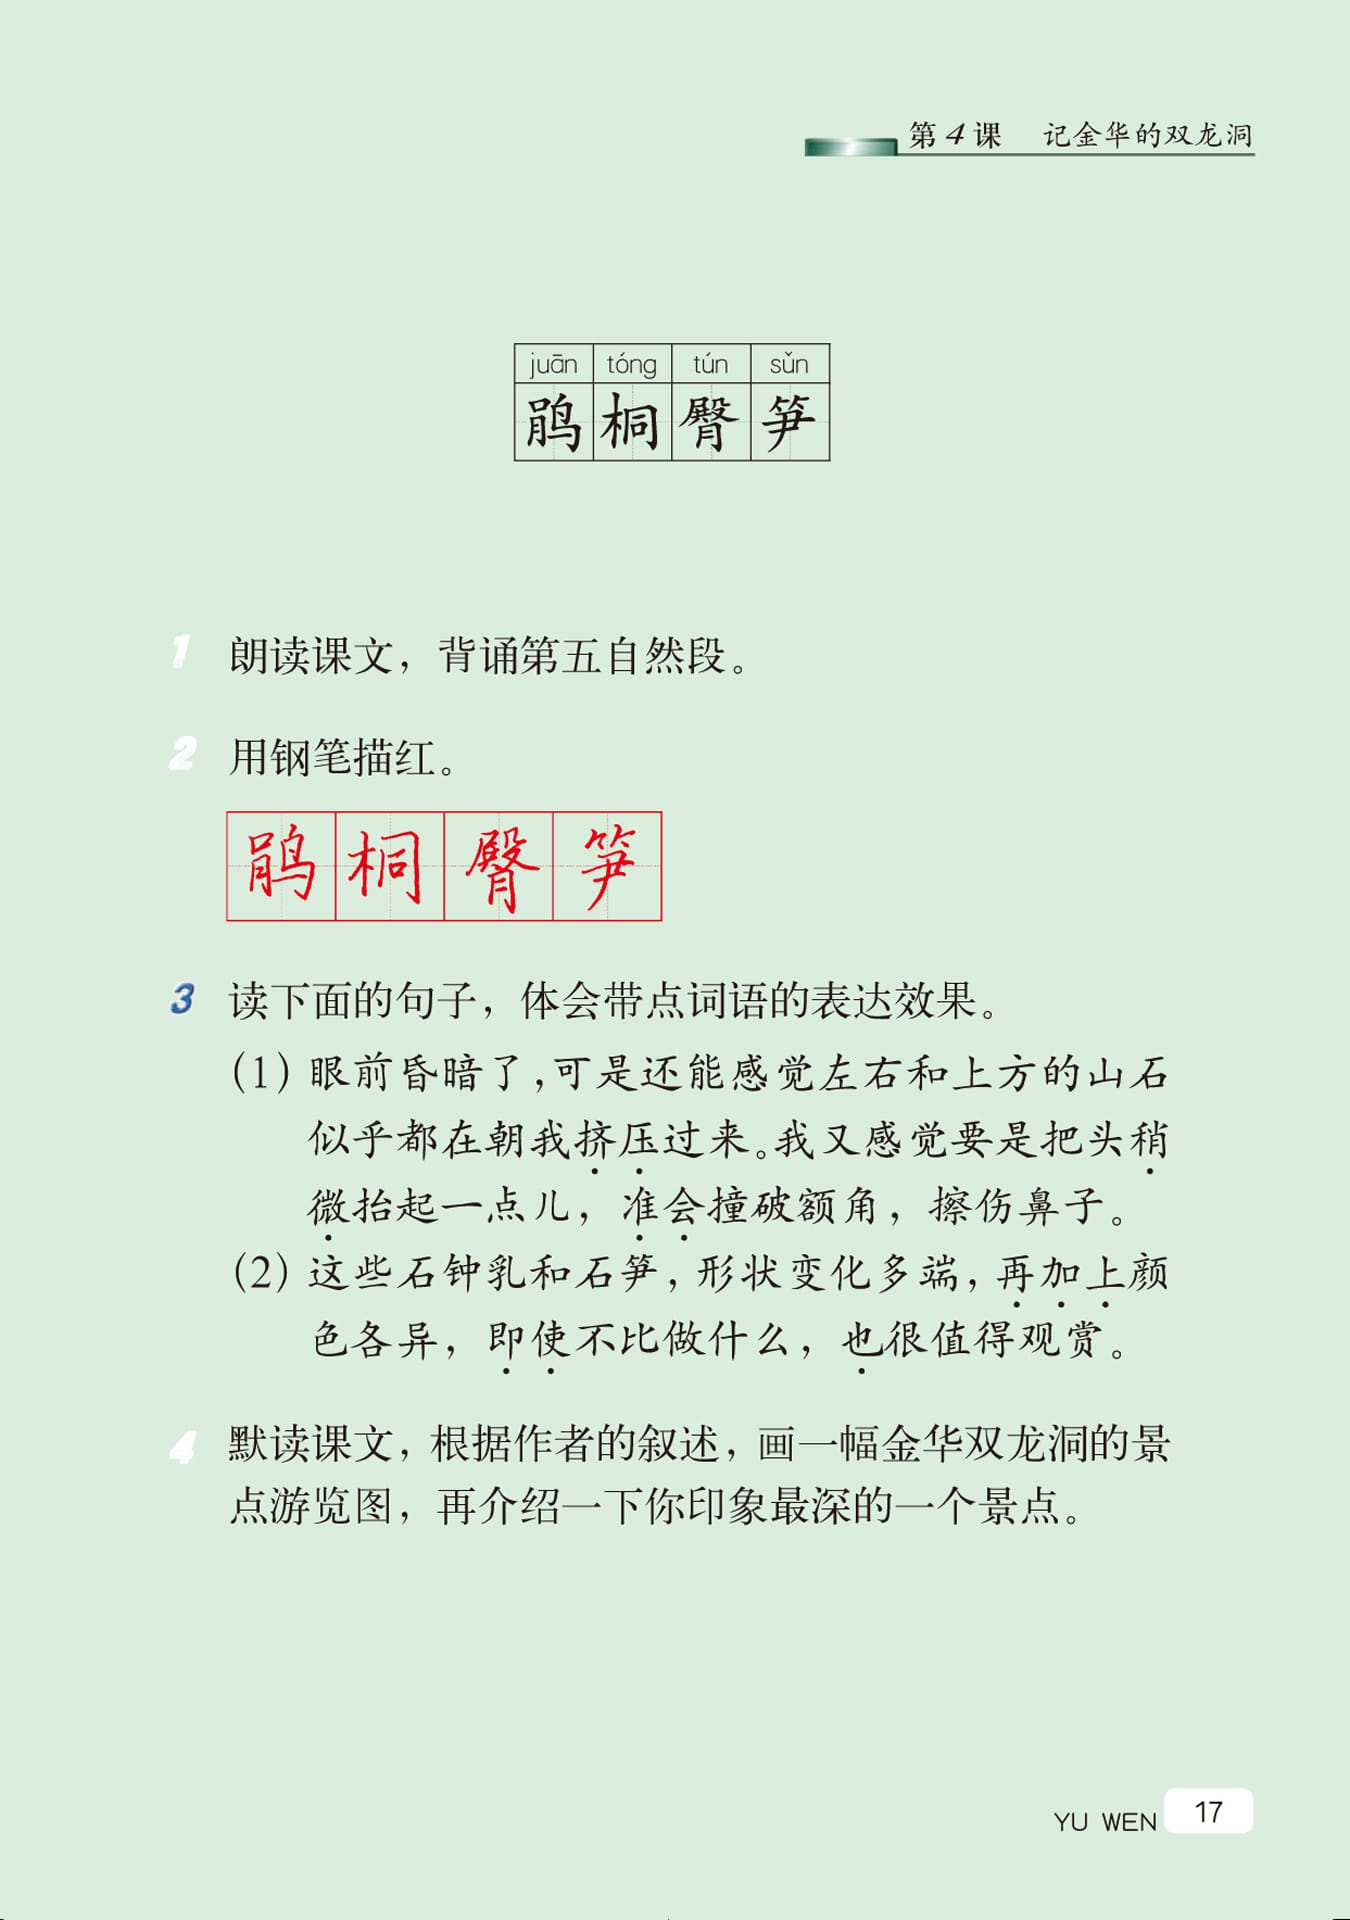 第4课 记金华的双龙洞
juān tóng tún sǔn
鹃 桐 臀 笋
1 朗读课文，背诵第五自然段。
2 用钢笔描红。
鹃 桐 臀 笋
3 读下面的句子，体会带点词语的表达效果。
（1）眼前昏暗了，可是还能感觉左右和上方的山石
似乎都在朝我挤压过来。我又感觉要是把头稍
微抬起一点儿，准会撞破额角，擦伤鼻子。
（2）这些石钟乳和石笋，形状变化多端，再加上颜
色各异，即使不比做什么，也很值得观赏。
4 默读课文，根据作者的叙述，画一幅金华双龙洞的景
点游览图，再介绍一下你印象最深的一个景点。
YU WEN 17